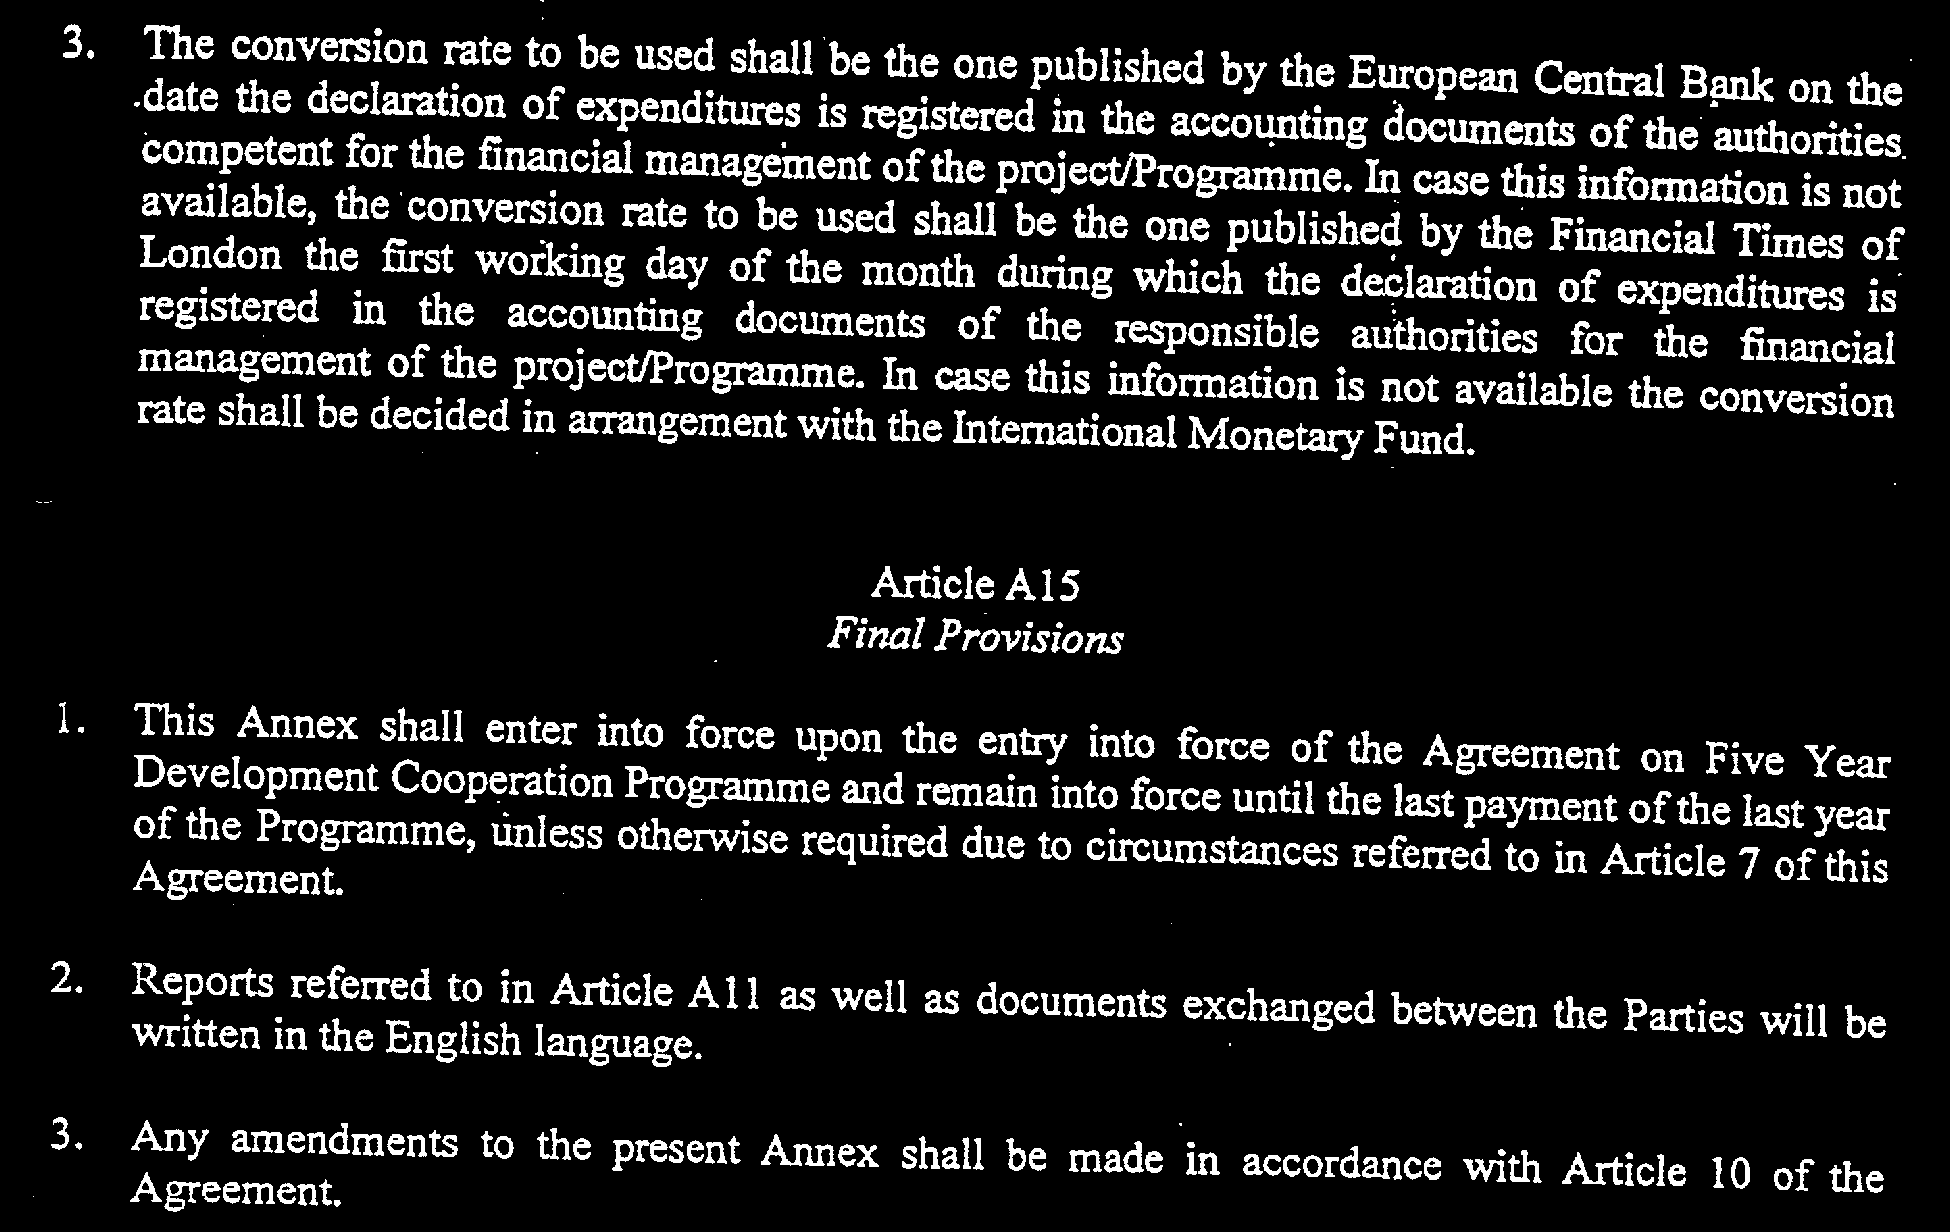 3. The conversion rate to be used shall be the one published by the European Central Bank on the
date the declaration of expenditures is registered in the accounting documents of the authorities
competent for the financial management of the project/Programme. In case this information is not
available, the conversion rate to be used shall be the one published by the Financial Times of
London the first working day of the month during which the declaration of expenditures is
registered in the accounting documents of the responsible authorities for the financial
management of the project/Programme. In case this information is not available the conversion
rate shall be decided in arrangement with the International Monetary Fund.
Article A15
Final Provisions
1. This Annex shall enter into force upon the entry into force of the Agreement on Five Year
Development Cooperation Programme and remain into force until the last payment of the last year
of the Programme, unless otherwise required due to circumstances referred to in Article 7 of this
Agreement.
2. Reports referred to in Article A11 as well as documents exchanged between the Parties will be
written in the English language.
3. Any amendments to the present Annex shall be made in accordance with Article 10 of the
Agreement.